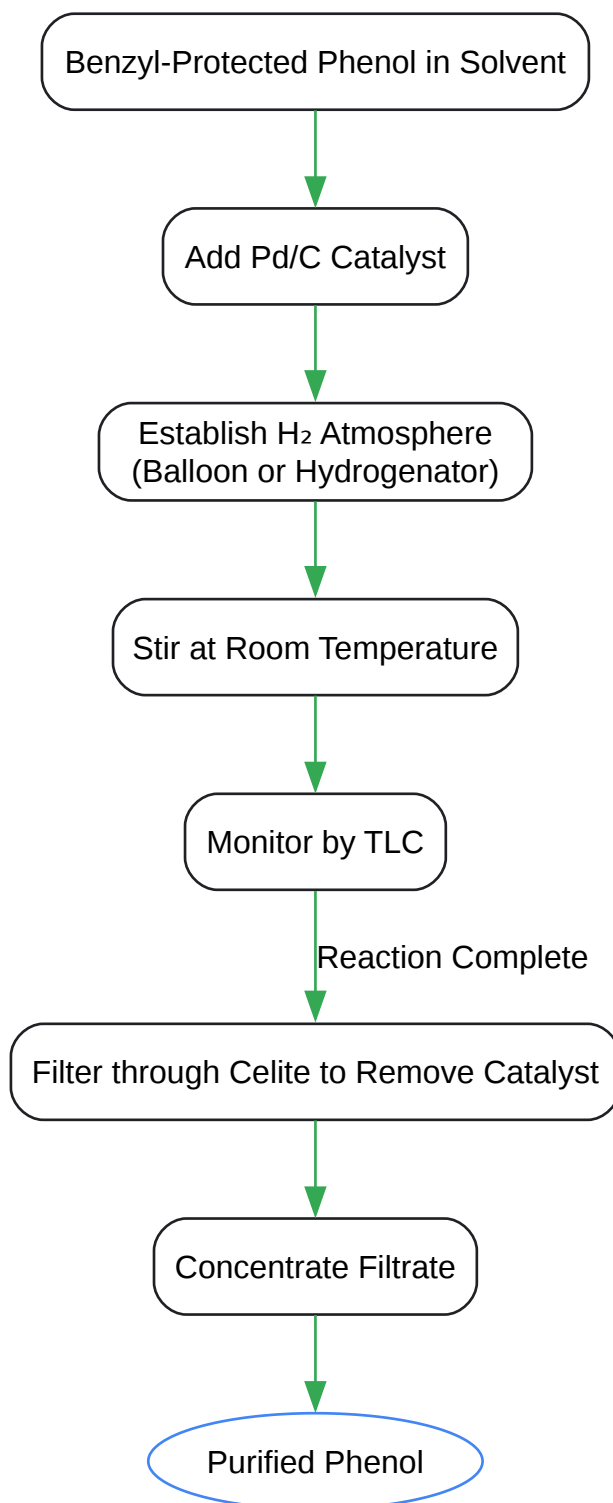 Benzyl-Protected Phenol in Solvent
Add Pd/C Catalyst
Establish H₂ Atmosphere
(Balloon or Hydrogenator)
Stir at Room Temperature
Monitor by TLC
Reaction Complete
Filter through Celite to Remove Catalyst
Concentrate Filtrate
Purified Phenol